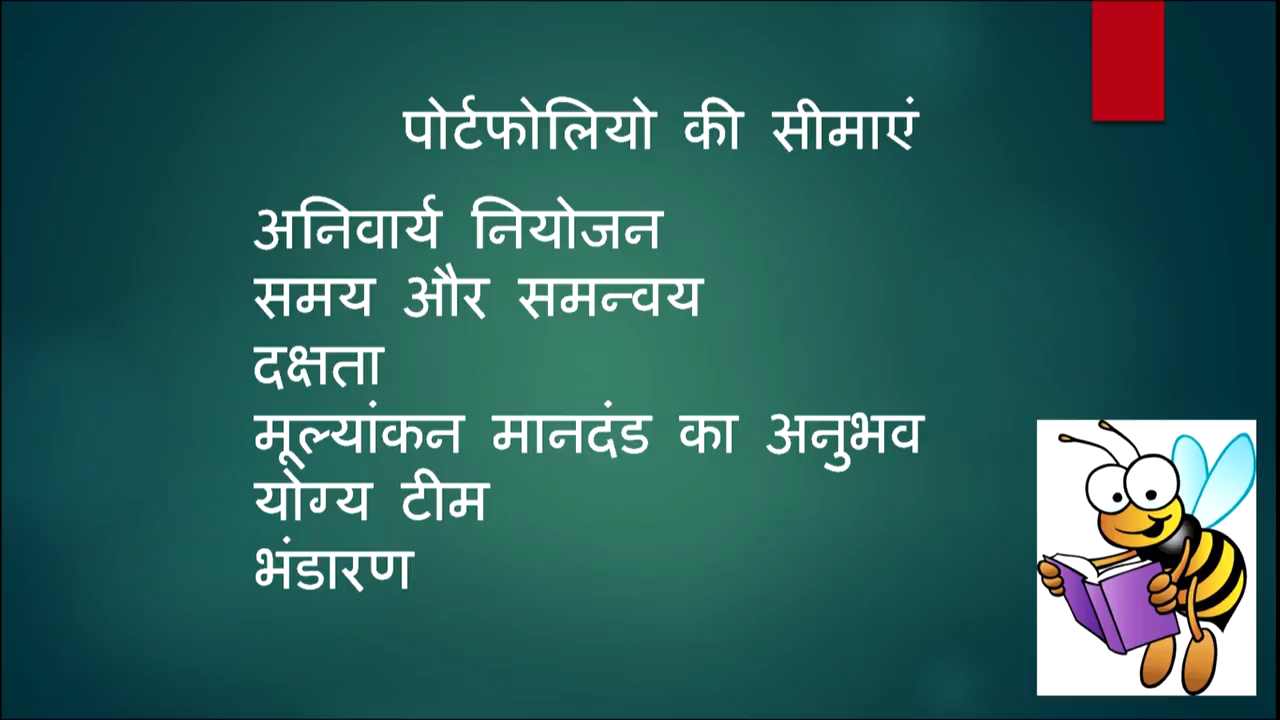 पोर्टफोलियो की सीमाएं
अनिवार्य नियोजन
समय और समन्वय
दक्षता
मूल्यांकन मानदंड का अनुभव
योग्य टीम
भंडारण